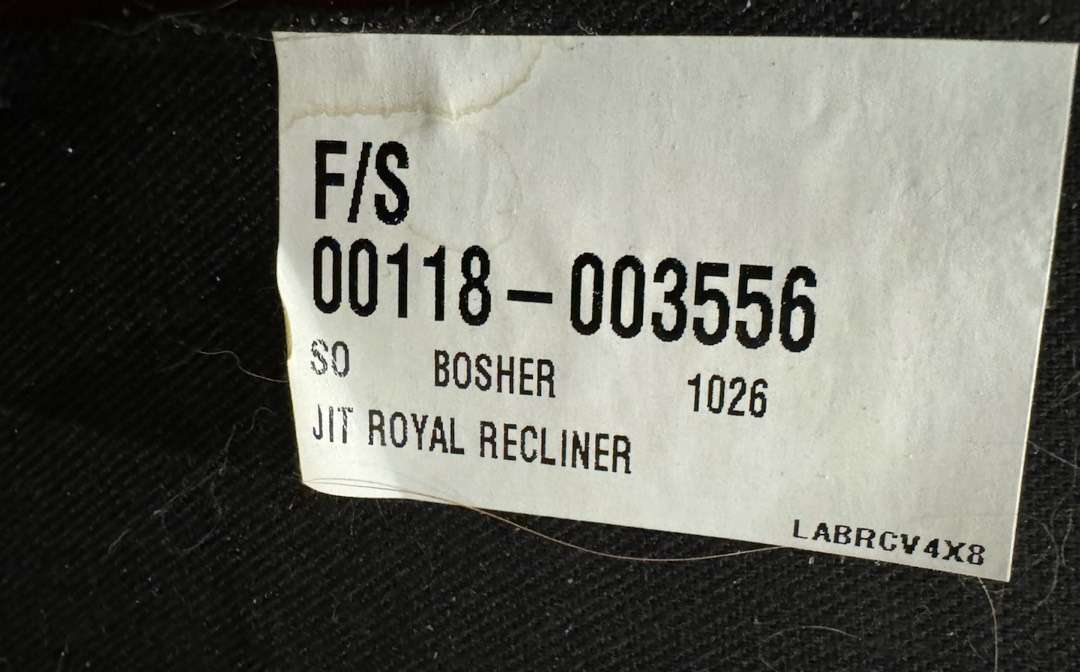 F/S
00118-003556
SO BOSHER 1026
JIT ROYAL RECLINER
LABRCV4X8